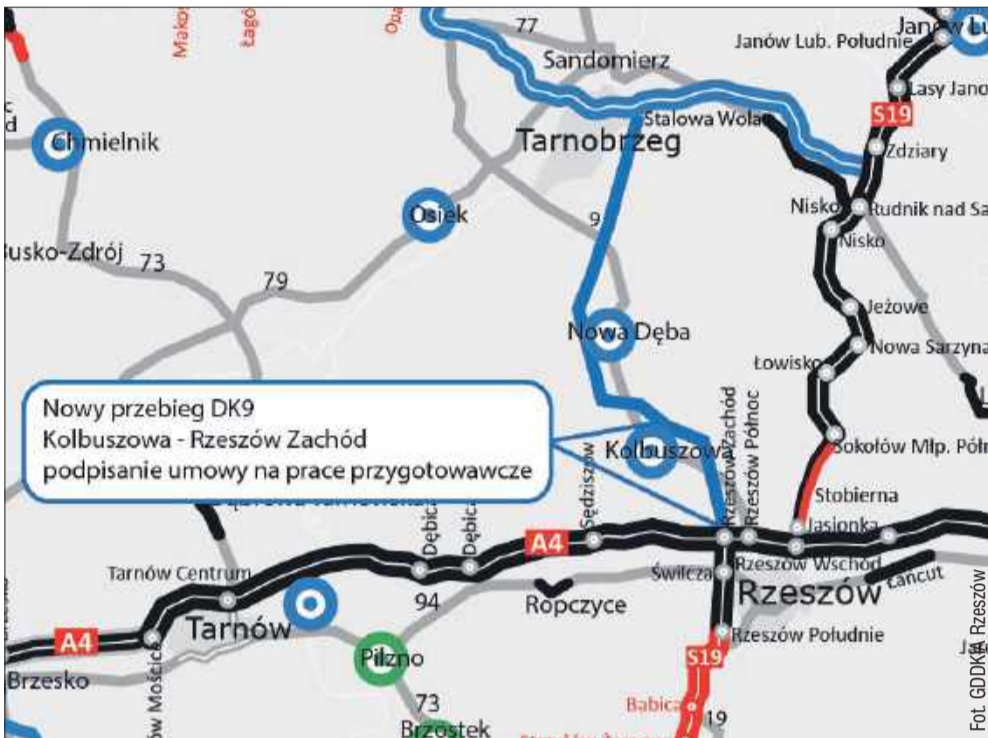 77
Janów Lu
Janów Lub. Południe
Sandomierz
Lasy Jano
S19
Stalowa Wola
Tarnobrzeg
Chmielnik
Zdziary
Osiek
9
Nisko
Rudnik nad Sa
Nisko
Busko-Zdrój
73
79
Jeżowe
Nowa Dęba
Nowa Sarzyna
Łowisko
Nowy przebieg DK9
Kolbuszowa - Rzeszów Zachód
podpisanie umowy na prace przygotowawcze
Kolbuszowa
Sokołów Młp. Półn
Sędziszów
Rzeszów Zachód
Rzeszów Północ
Stobierna
Dębica
Dębica
A4
Jasionka
Tarnów Centrum
Świlcza
Rzeszów Wschód
Łańcut
94
Ropczyce
Rzeszów
Tarnów
A4
Rzeszów Południe
Pilzno
S19
Brzesko
73
Babica
19
Brzostek
Fot. GDDKiA Rzeszów